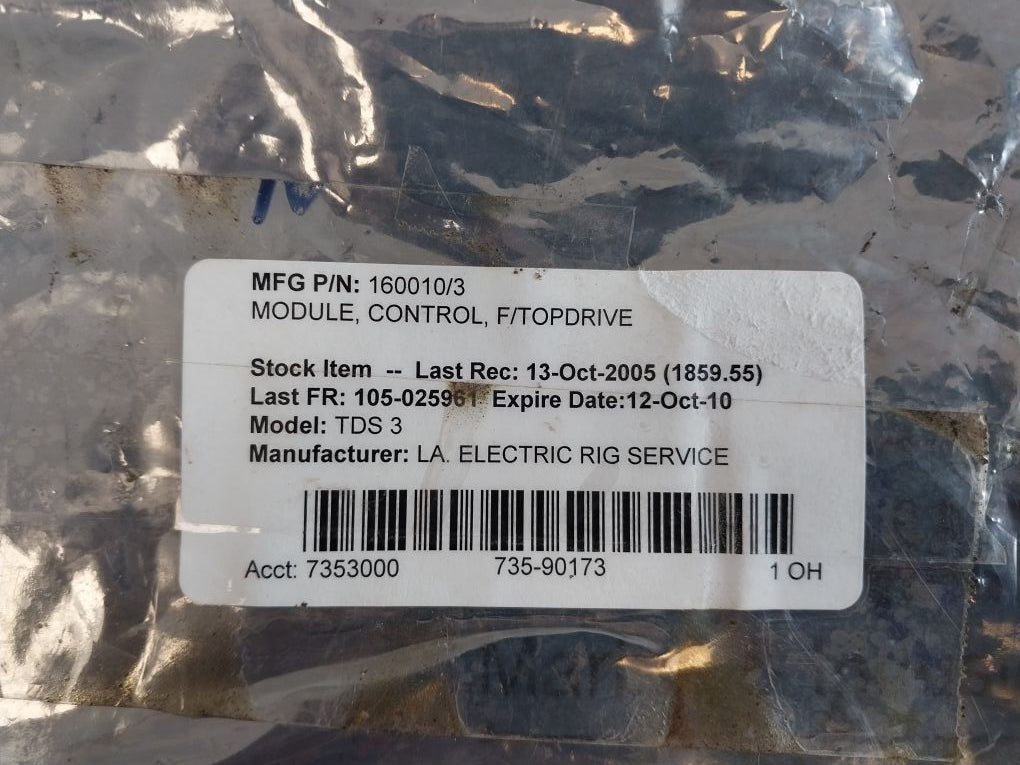 MFG P/N: 160010/3
MODULE, CONTROL, F/TOPDRIVE
Stock Item -- Last Rec: 13-Oct-2005 (1859.55)
Last FR: 105-025961 Expire Date:12-Oct-10
Model: TDS 3
Manufacturer: LA. ELECTRIC RIG SERVICE
Acct: 7353000 735-90173 1 OH